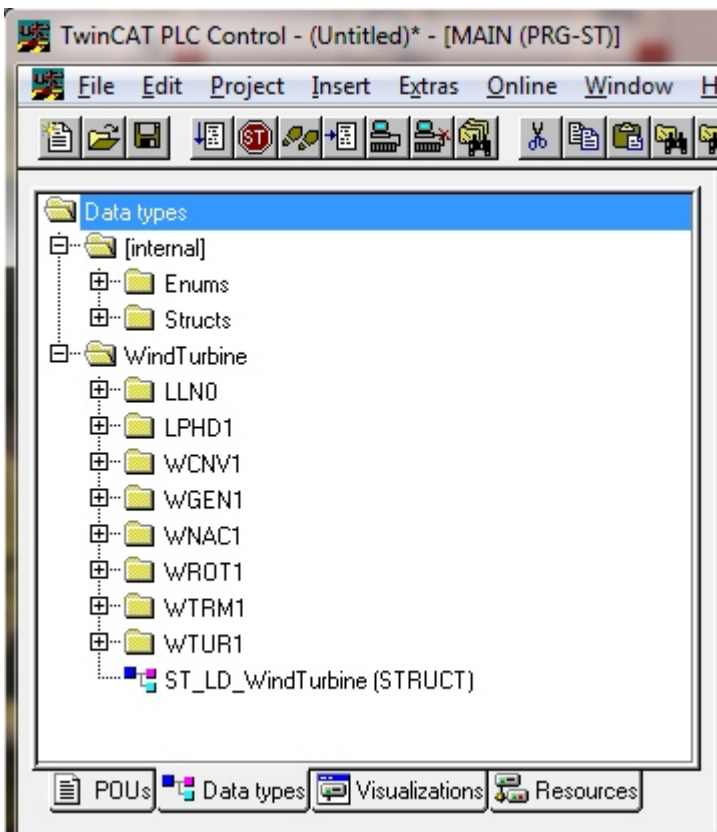 TwinCAT PLC Control - (Untitled)* - [MAIN (PRG-ST)]
File Edit Project Insert Extras Online Window H
ST
Data types
[internal]
Enums
Structs
WindTurbine
LLN0
LPHD1
WCNV1
WGEN1
WNAC1
WROT1
WTRM1
WTUR1
ST_LD_WindTurbine (STRUCT)
POUs Data types Visualizations Resources